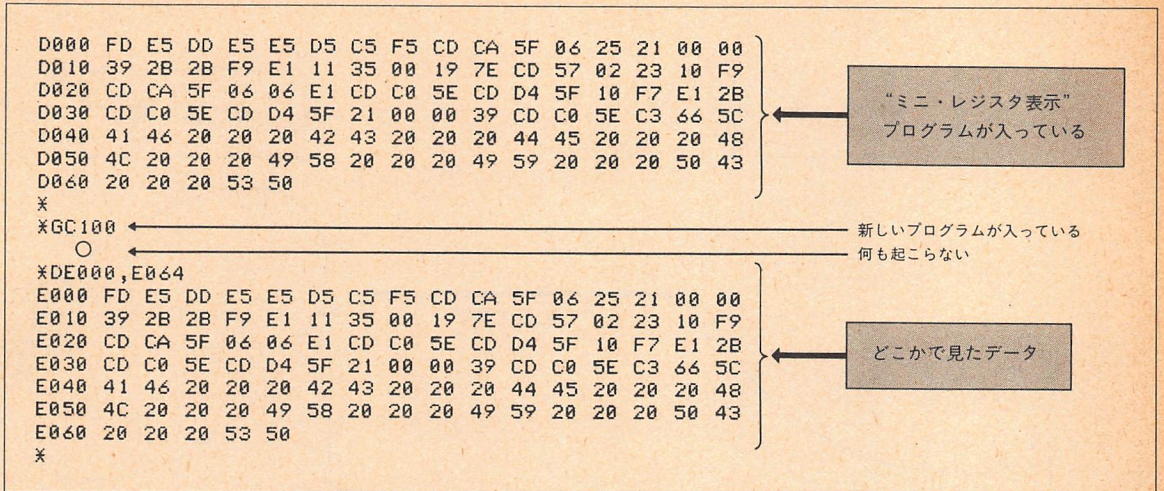 D000 FD E5 DD E5 E5 D5 C5 F5 CD CA 5F 06 25 21 00 00
D010 39 2B 2B F9 E1 11 35 00 19 7E CD 57 02 23 10 F9
D020 CD CA 5F 06 06 E1 CD C0 5E CD D4 5F 10 F7 E1 2B
D030 CD C0 5E CD D4 5F 21 00 00 39 CD C0 5E C3 66 5C
D040 41 46 20 20 20 42 43 20 20 20 44 45 20 20 20 48
D050 4C 20 20 20 49 58 20 20 20 49 59 20 20 20 50 43
D060 20 20 20 53 50
*
“ミニ・レジスタ表示”
プログラムが入っている
*GC100
新しいプログラムが入っている
何も起こらない
*DE000,E064
E000 FD E5 DD E5 E5 D5 C5 F5 CD CA 5F 06 25 21 00 00
E010 39 2B 2B F9 E1 11 35 00 19 7E CD 57 02 23 10 F9
E020 CD CA 5F 06 06 E1 CD C0 5E CD D4 5F 10 F7 E1 2B
E030 CD C0 5E CD D4 5F 21 00 00 39 CD C0 5E C3 66 5C
E040 41 46 20 20 20 42 43 20 20 20 44 45 20 20 20 48
E050 4C 20 20 20 49 58 20 20 20 49 59 20 20 20 50 43
E060 20 20 20 53 50
*
どこかで見たデータ